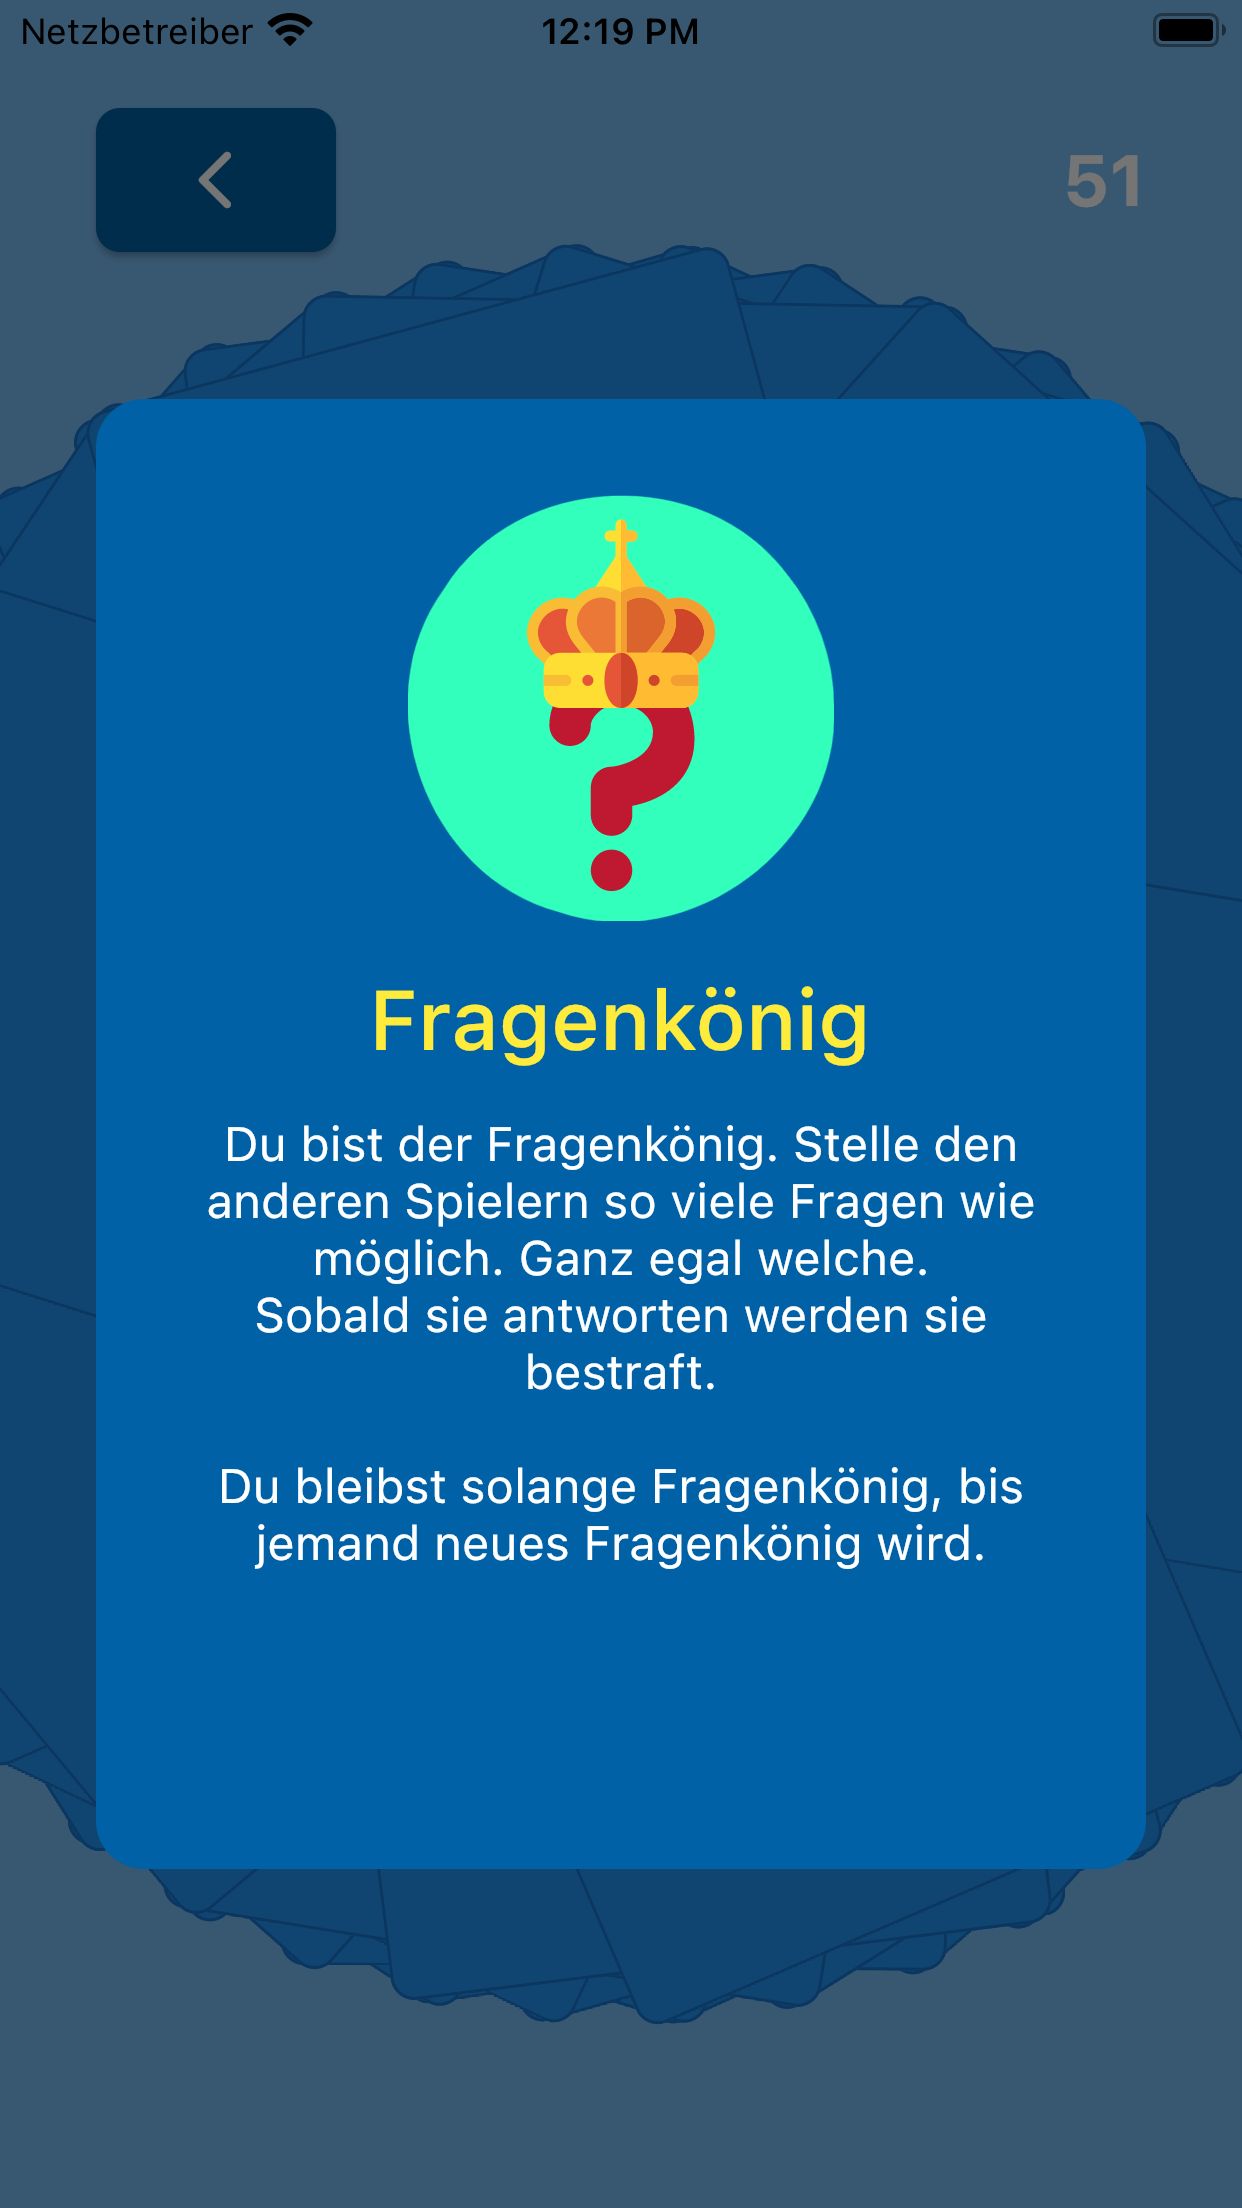 Netzbetreiber 12:19 PM
51
Fragenkönig
Du bist der Fragenkönig. Stelle den
anderen Spielern so viele Fragen wie
möglich. Ganz egal welche.
Sobald sie antworten werden sie
bestraft.
Du bleibst solange Fragenkönig, bis
jemand neues Fragenkönig wird.